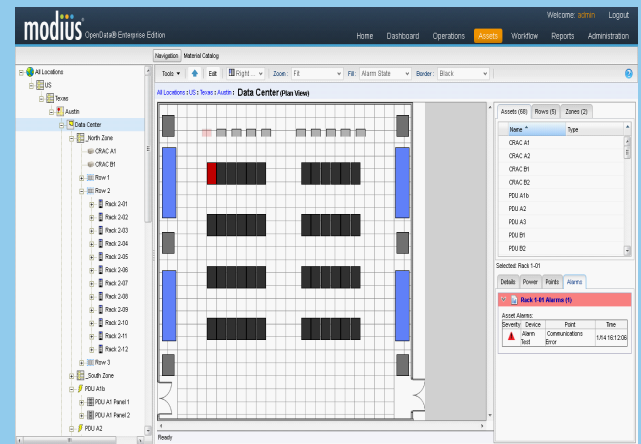 modius OpenData® Enterprise Edition
Welcome: admin Logout
Home Dashboard Operations Assets Workflow Reports Administration
Navigation Material Catalog
All Locations
US
Texas
Austin
Data Center
_North Zone
CRAC A1
CRAC B1
Row 1
Row 2
Rack 2-01
Rack 2-02
Rack 2-03
Rack 2-04
Rack 2-05
Rack 2-06
Rack 2-07
Rack 2-08
Rack 2-09
Rack 2-10
Rack 2-11
Rack 2-12
Row 3
_South Zone
PDU A1b
PDU A1 Panel 1
PDU A1 Panel 2
PDU A2
Tools Edit Right ... Zoom: Fit Fill: Alarm State Border: Black
All Locations: US: Texas: Austin: Data Center (Plan View)
Ready
Assets (68) Rows (5) Zones (2)
Name Type
CRAC A1
CRAC A2
CRAC B1
CRAC B2
PDU A1b
PDU A2
PDU A3
PDU B1
PDU B2
Selected: Rack 1-01
Details Power Points Alarms
Rack 1-01 Alarms (1)
Asset Alarms:
Severity Device Point Time
Alarm Test Communications Error 1/14 16:12:06